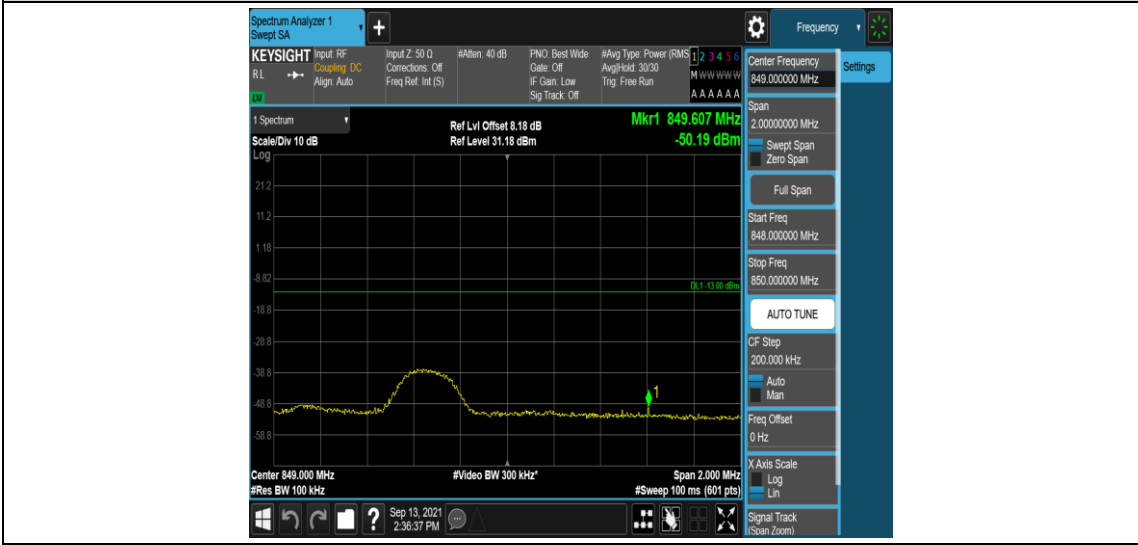 Spectrum Analyzer 1
Swept SA
+
Frequency
KEYSIGHT
RL
LM
Input: RF
Coupling: DC
Align: Auto
Input Z: 50 Ω
Corrections: Off
Freq Ref: Int (S)
#Atten: 40 dB
PNO: Best Wide
Gate: Off
IF Gain: Low
Sig Track: Off
#Avg Type: Power (RMS
Avg|Hold: 30/30
Trig: Free Run
1 2 3 4 5 6
M W W W W W
A A A A A A
1 Spectrum
Scale/Div 10 dB
Log
Ref Lvl Offset 8.18 dB
Ref Level 31.18 dBm
Mkr1 849.607 MHz
-50.19 dBm
21.2
11.2
1.18
-8.82
DL1 -13.00 dBm
-18.8
-28.8
-38.8
1
-48.8
-58.8
Center 849.000 MHz
#Res BW 100 kHz
#Video BW 300 kHz*
Span 2.000 MHz
#Sweep 100 ms (601 pts)
?
Sep 13, 2021
2:36:37 PM
Center Frequency
849.000000 MHz
Settings
Span
2.00000000 MHz
Swept Span
Zero Span
Full Span
Start Freq
848.000000 MHz
Stop Freq
850.000000 MHz
AUTO TUNE
CF Step
200.000 kHz
Auto
Man
Freq Offset
0 Hz
X Axis Scale
Log
Lin
Signal Track
(Span Zoom)